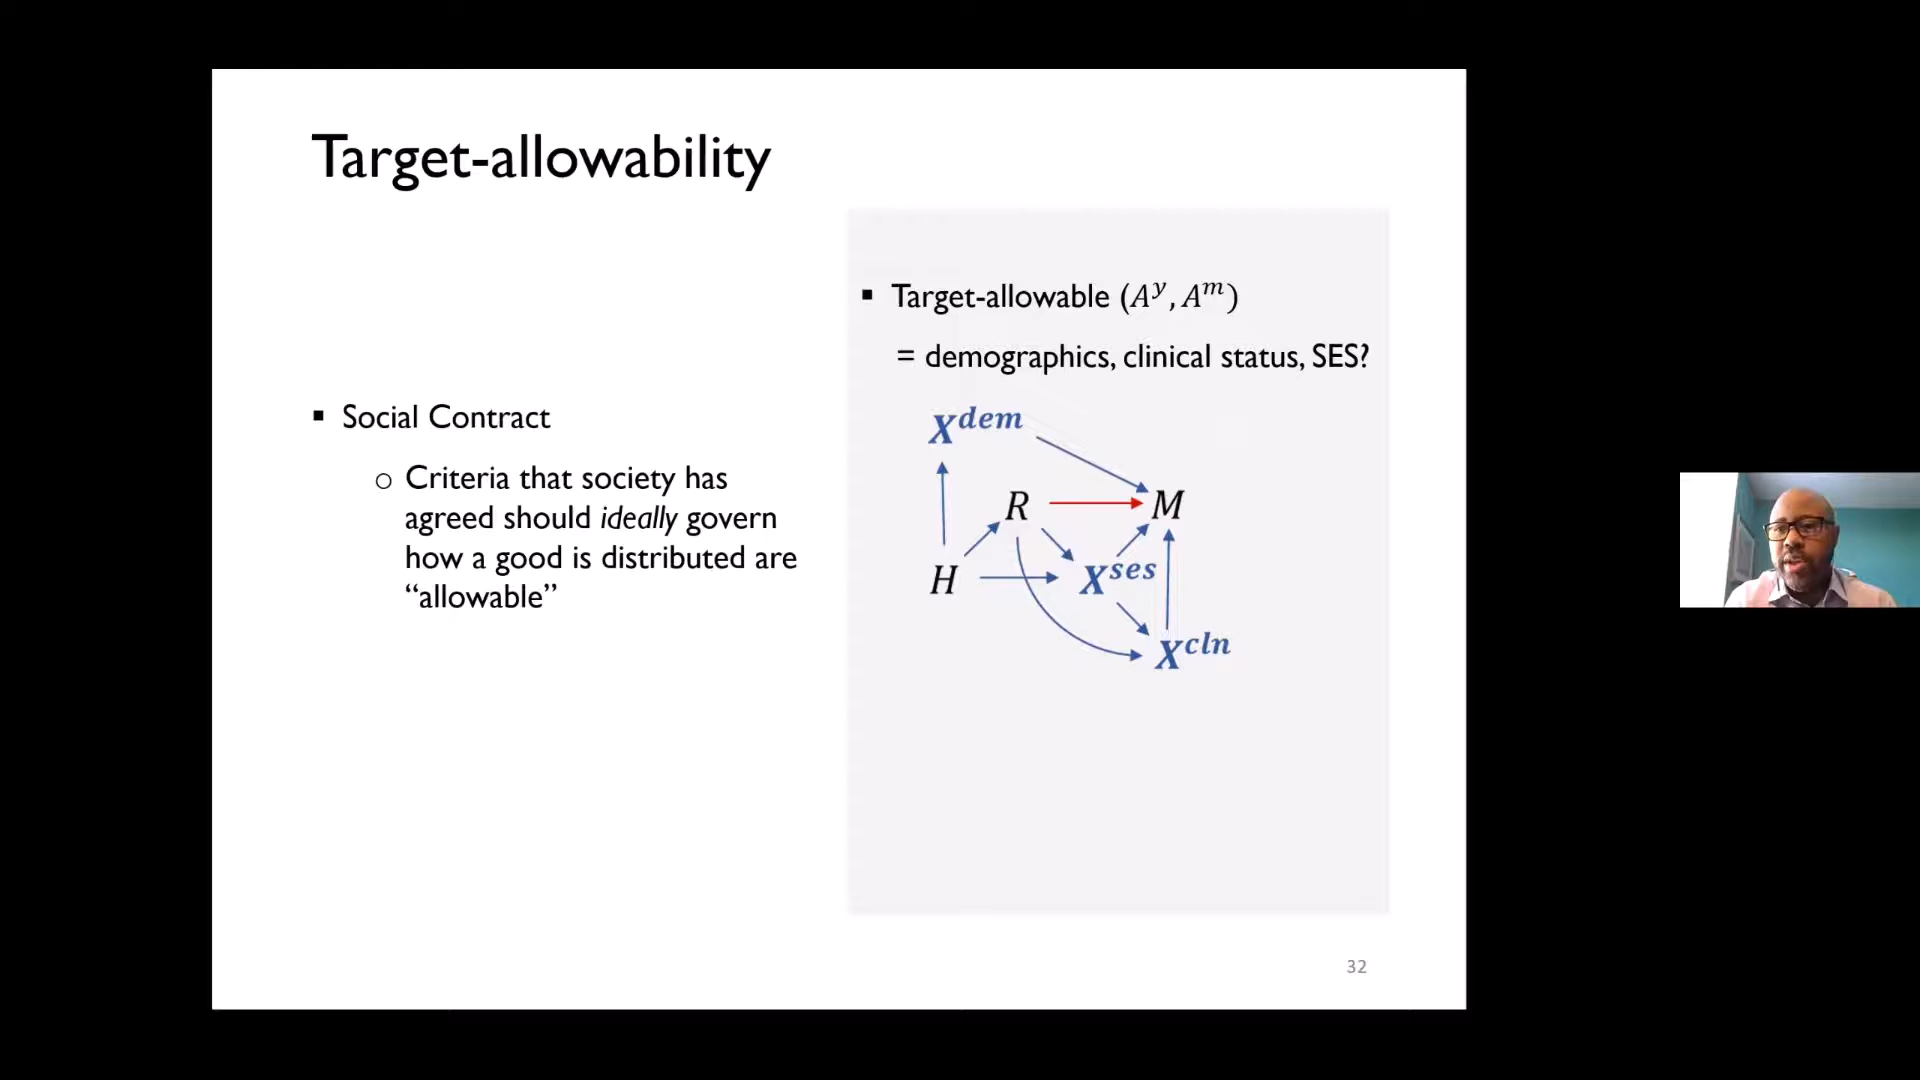 Target-allowability
▪ Social Contract
o Criteria that society has
agreed should ideally govern
how a good is distributed are
“allowable”
▪ Target-allowable (A^y, A^m)
= demographics, clinical status, SES?
X^dem
R
M
H
X^ses
X^cln
32